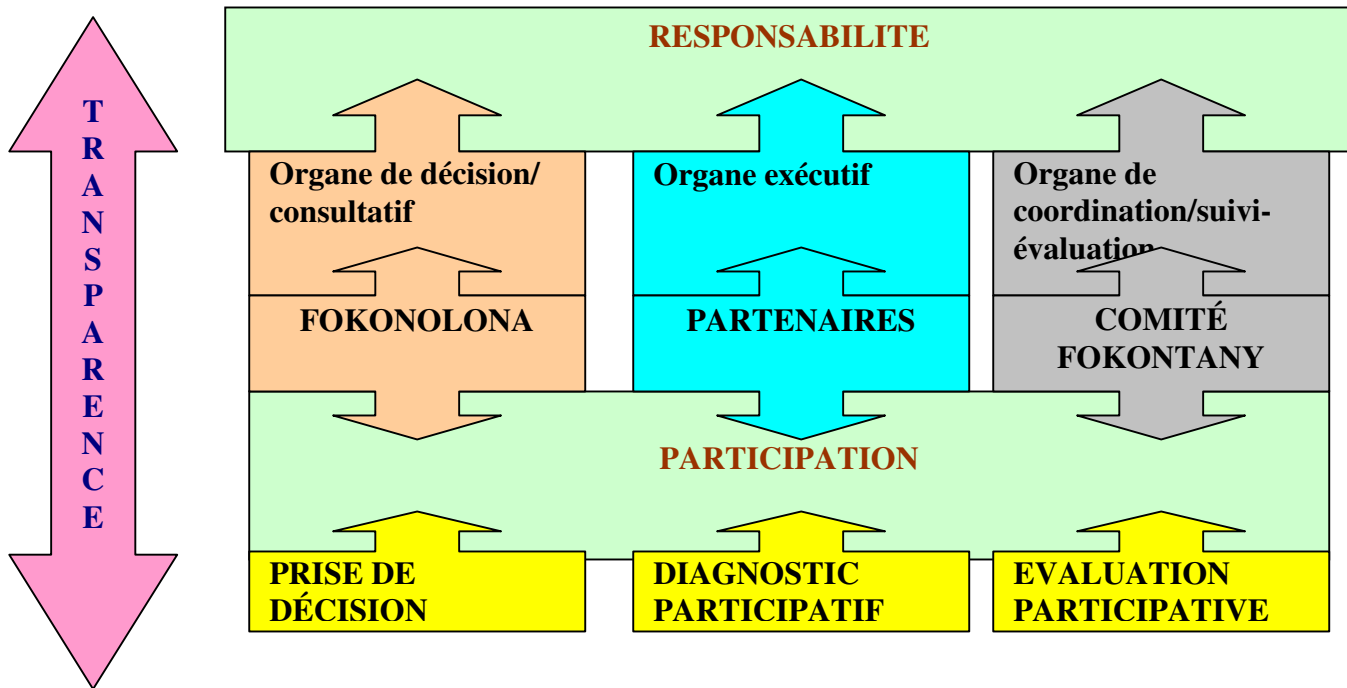 RESPONSABILITE
TRANSPARENCE
Organe de décision/
consultatif
Organe exécutif
Organe de
coordination/suivi-
évaluation
FOKONOLONA
PARTENAIRES
COMITÉ
FOKONTANY
PARTICIPATION
PRISE DE
DÉCISION
DIAGNOSTIC
PARTICIPATIF
EVALUATION
PARTICIPATIVE